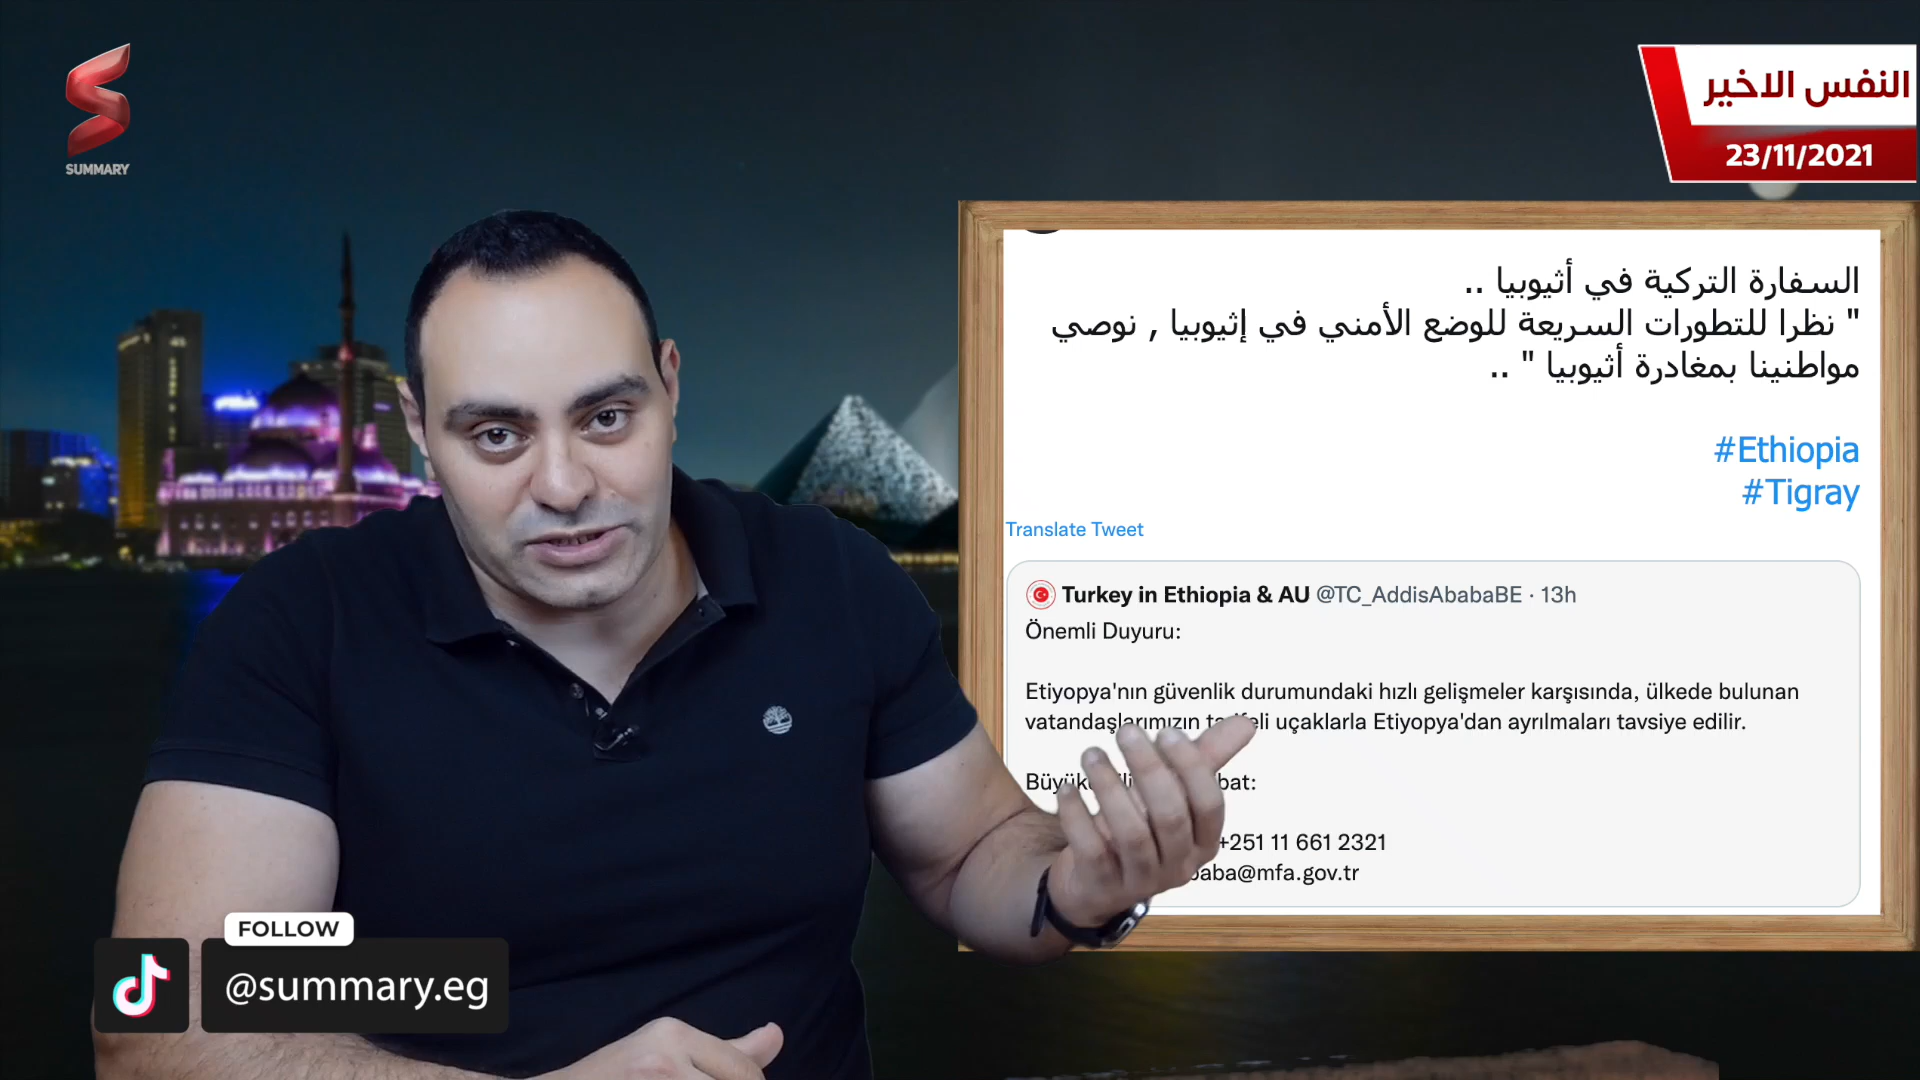 SUMMARY
النفس الاخير
23/11/2021
السفارة التركية في أثيوبيا ..
" نظرا للتطورات السريعة للوضع الأمني في إثيوبيا , نوصي
مواطنينا بمغادرة أثيوبيا " ..
#Ethiopia
#Tigray
Translate Tweet
Turkey in Ethiopia & AU @TC_AddisAbabaBE · 13h
Önemli Duyuru:
Etiyopya'nın güvenlik durumundaki hızlı gelişmeler karşısında, ülkede bulunan
vatandaşlarımızın uçaklarla Etiyopya'dan ayrılmaları tavsiye edilir.
+251 11 661 2321
baba@mfa.gov.tr
FOLLOW
@summary.eg